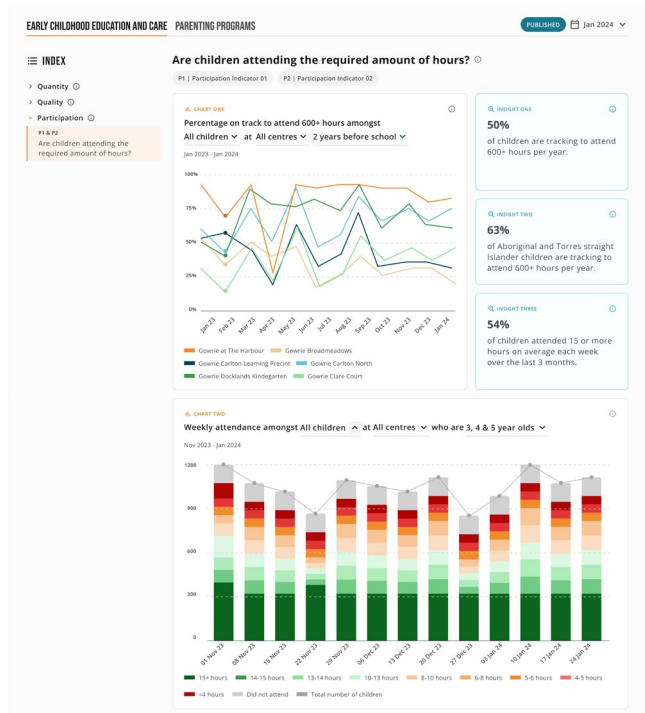 EARLY CHILDHOOD EDUCATION AND CARE PARENTING PROGRAMS
PUBLISHED Jan 2024
INDEX
Quantity
Quality
Participation
P1 & P2
Are children attending the
required amount of hours?
Are children attending the required amount of hours?
P1 | Participation Indicator 01 P2 | Participation Indicator 02
CHART ONE
Percentage on track to attend 600+ hours amongst
All children at All centres 2 years before school
Jan 2023 - Jan 2024
100%
75%
50%
25%
0%
Jan 23 Feb 23 Mar 23 Apr 23 May 23 Jun 23 Jul 23 Aug 23 Sep 23 Oct 23 Nov 23 Dec 23 Jan 24
Gowrie at The Harbour Gowrie Broadmeadows
Gowrie Carlton Learning Precint Gowrie Carlton North
Gowrie Docklands Kindegarten Gowrie Clare Court
INSIGHT ONE
50%
of children are tracking to attend
600+ hours per year.
INSIGHT TWO
63%
of Aboriginal and Torres straight
Islander children are tracking to
attend 600+ hours per year.
INSIGHT THREE
54%
of children attended 15 or more
hours on average each week
over the last 3 months.
CHART TWO
Weekly attendance amongst All children at All centres who are 3, 4 & 5 year olds
Nov 2023 - Jan 2024
1200
900
600
300
0
01 Nov 23 08 Nov 23 15 Nov 23 22 Nov 23 29 Nov 23 06 Dec 23 13 Dec 23 20 Dec 23 27 Dec 23 03 Jan 24 10 Jan 24 17 Jan 24 24 Jan 24
15+ hours 14-15 hours 13-14 hours 10-13 hours 8-10 hours 6-8 hours 5-6 hours 4-5 hours
<4 hours Did not attend Total number of children